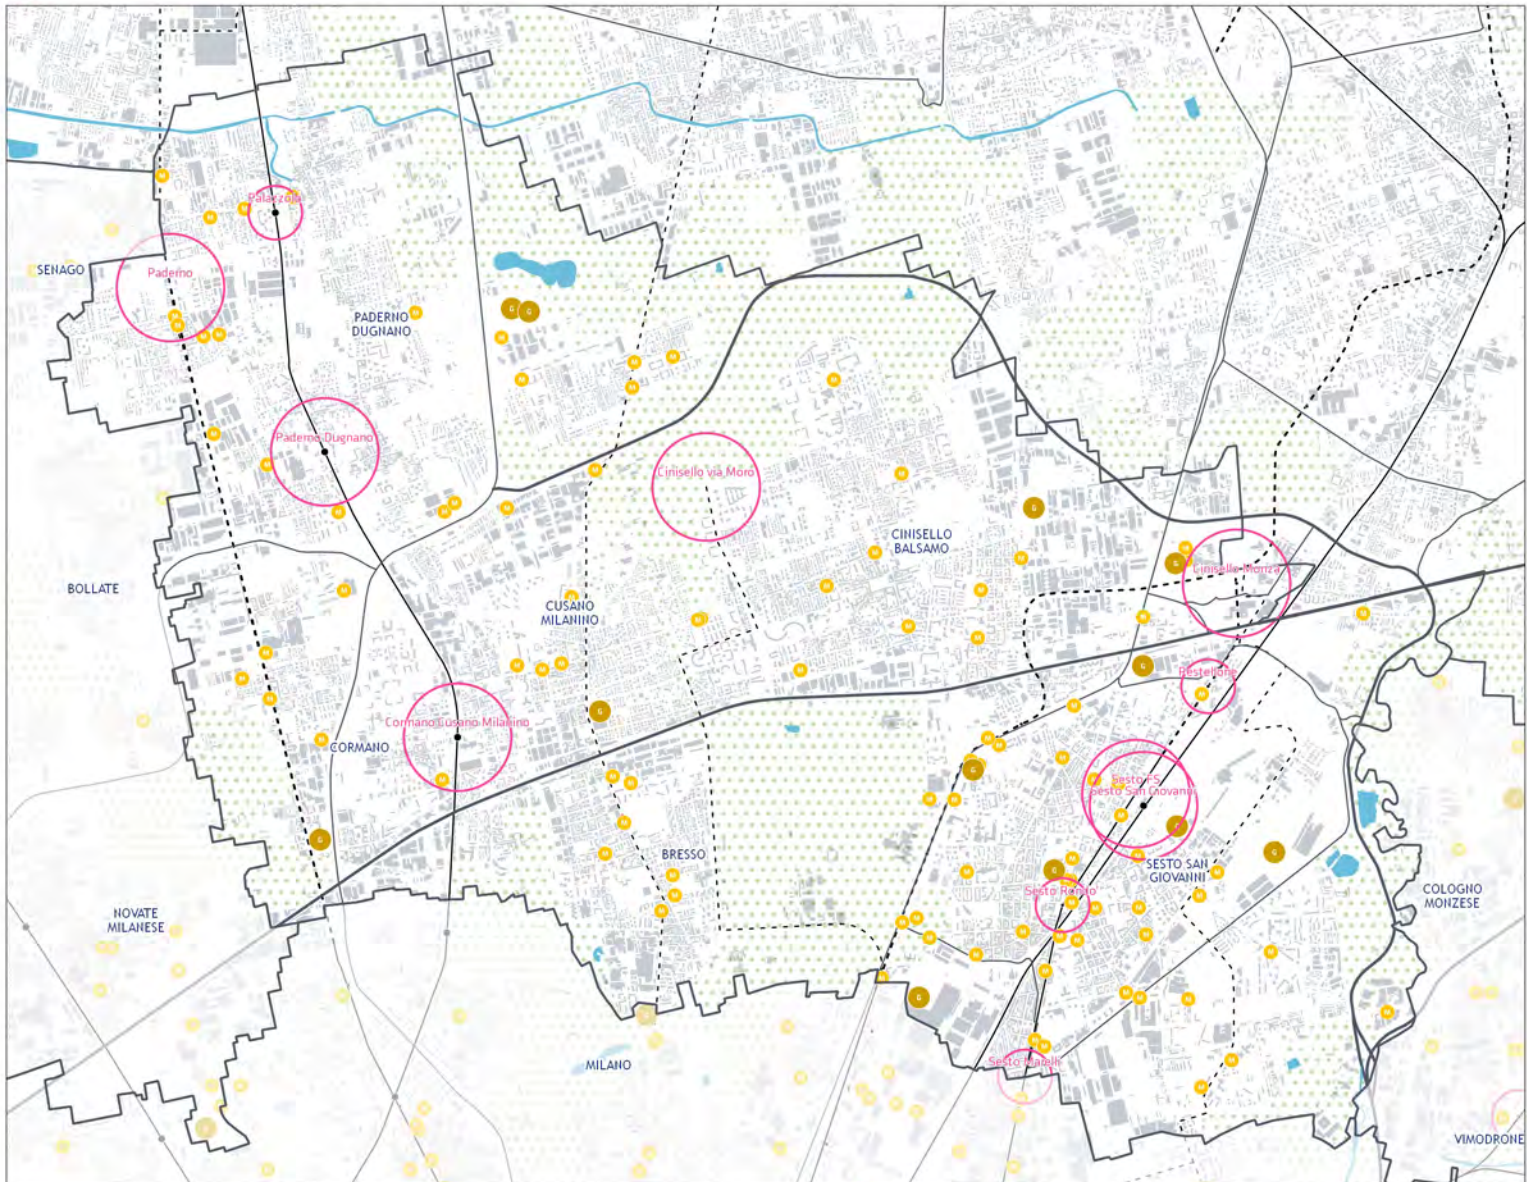 Palazzolo
SENAGO
Paderno
PADERNO
DUGNANO
Paderno Dugnano
Cinisello via Moro
CINISELLO
BALSAMO
Cinisello Monza
BOLLATE
CUSANO
MILANINO
Pestellone
Cormano Cusano Milanino
CORMANO
Sesto FS
Sesto San Giovanni
BRESSO
SESTO SAN
GIOVANNI
Sesto Rondo
COLOGNO
MONZESE
NOVATE
MILANESE
MILANO
Sesto Marelli
VIMODRONE